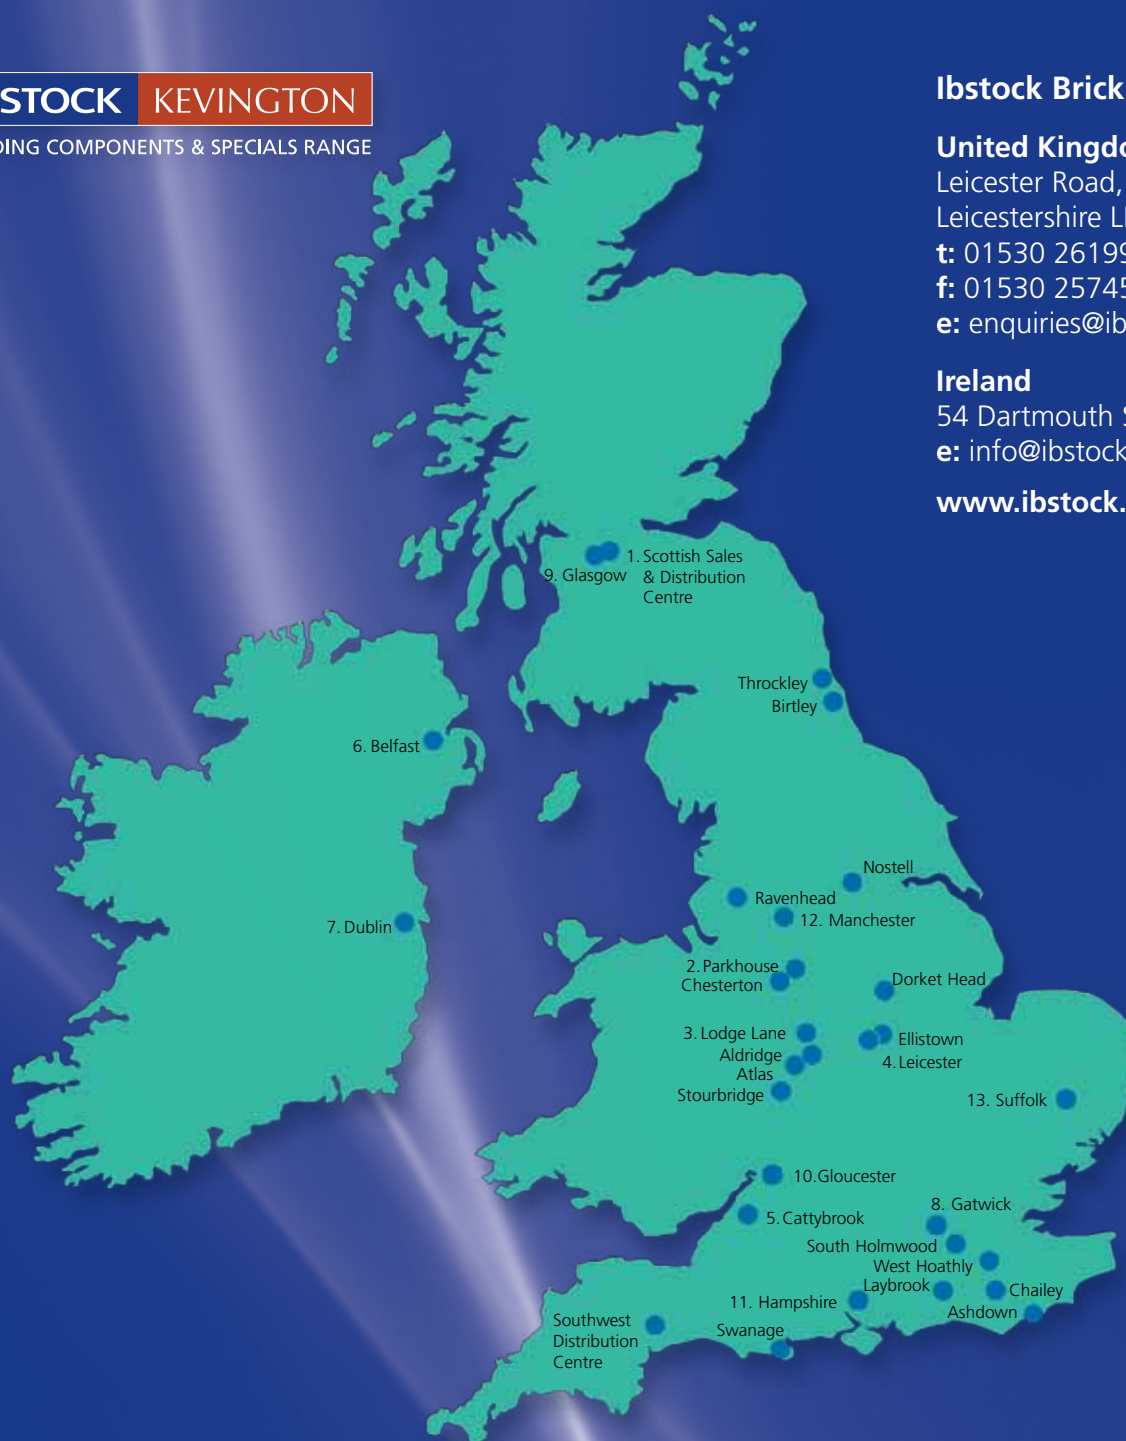 STOCK KEVINGTON
DING COMPONENTS & SPECIALS RANGE
Ibstock Brick
United Kingdo
Leicester Road,
Leicestershire L
t: 01530 26199
f: 01530 25745
e: enquiries@ib
Ireland
54 Dartmouth S
e: info@ibstock
www.ibstock.
1. Scottish Sales
& Distribution
Centre
9. Glasgow
Throckley
Birtley
6. Belfast
Nostell
Ravenhead
12. Manchester
7. Dublin
2. Parkhouse
Chesterton
Dorket Head
3. Lodge Lane
Aldridge
Atlas
Stourbridge
Ellistown
4. Leicester
13. Suffolk
10. Gloucester
5. Cattybrook
8. Gatwick
South Holmwood
West Hoathly
Laybrook
Chailey
Ashdown
11. Hampshire
Swanage
Southwest
Distribution
Centre